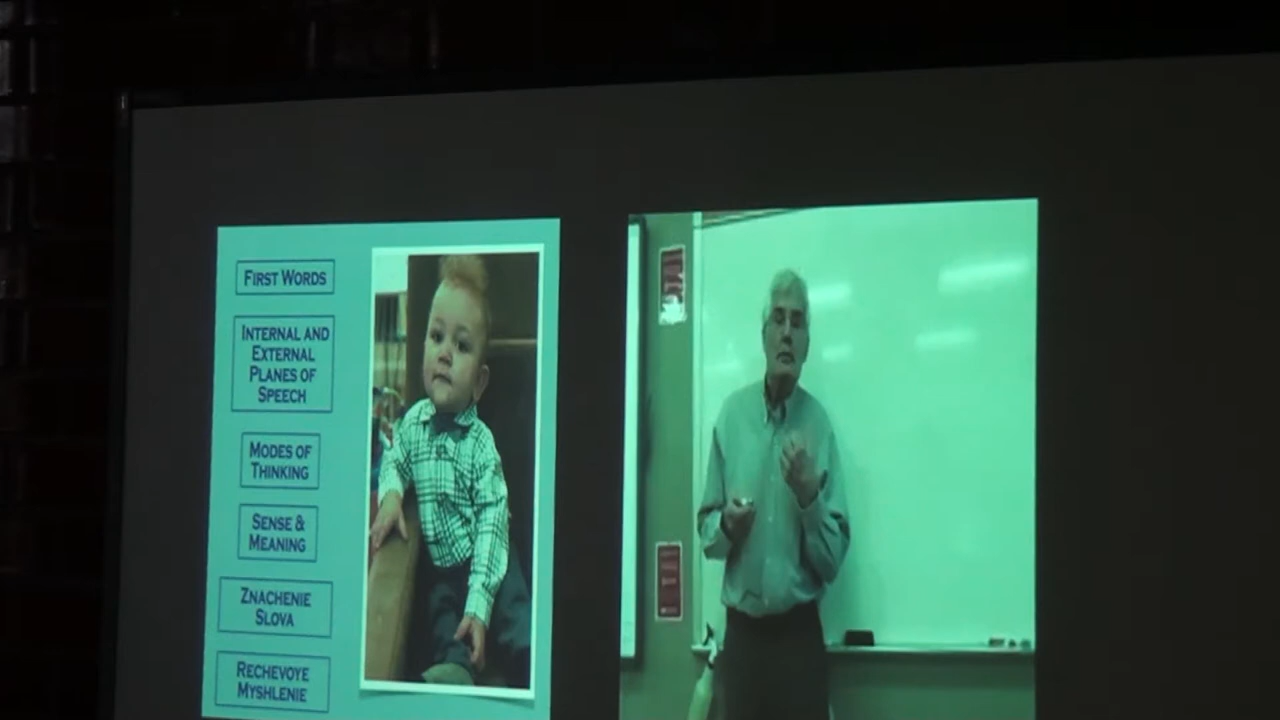 FIRST WORDS
INTERNAL AND
EXTERNAL
PLANES OF
SPEECH
MODES OF
THINKING
SENSE &
MEANING
ZNACHENIE
SLOVA
RECHEVOYE
MYSHLENIE